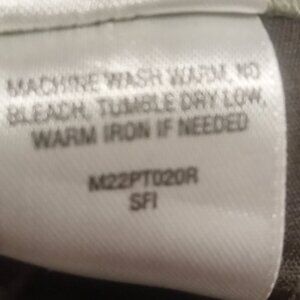 MACHINE WASH WARM, NO
BLEACH, TUMBLE DRY LOW,
WARM IRON IF NEEDED
M22PT020R
SFI